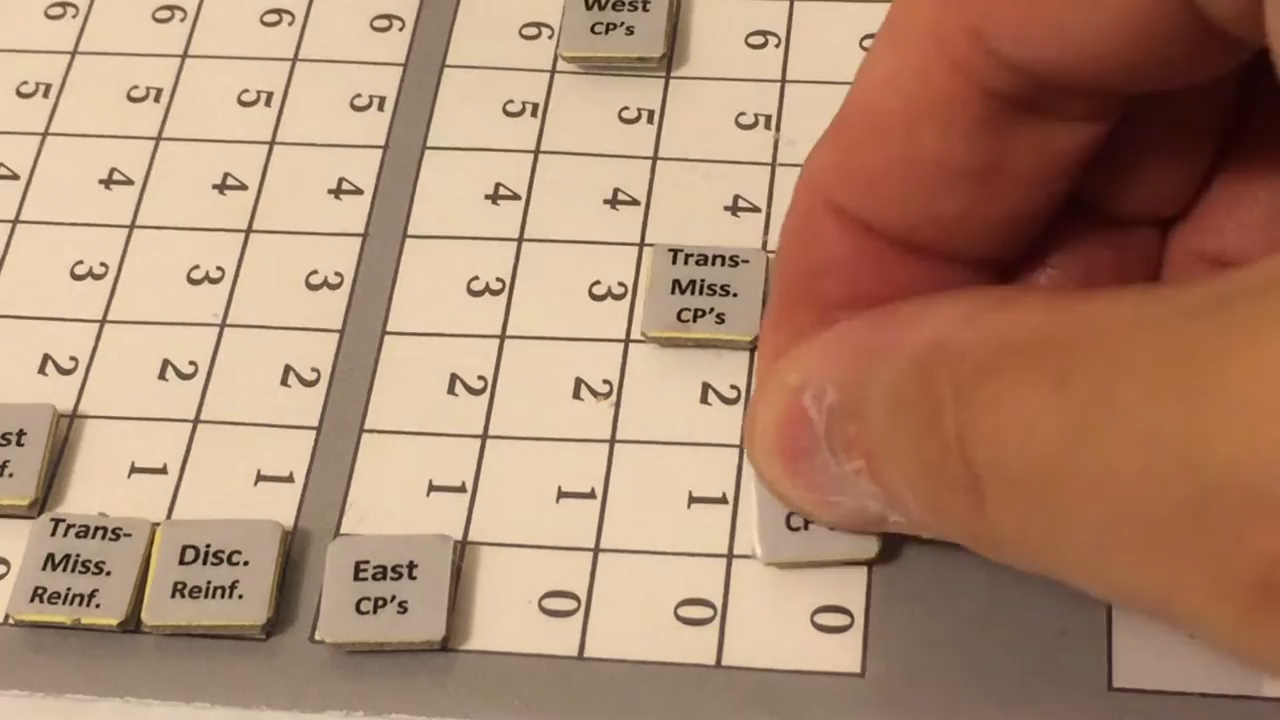 6 6 6 6 6 West 6
CP's
5 5 5 5 5 5 5
4 4 4 4 4 4
3 3 3 3 3 Trans-
Miss.
CP's
2 2 2 2 2 2
1 1 1 1 1
Trans-
Miss.
Reinf.
Disc.
Reinf.
East
CP's
0 0 0